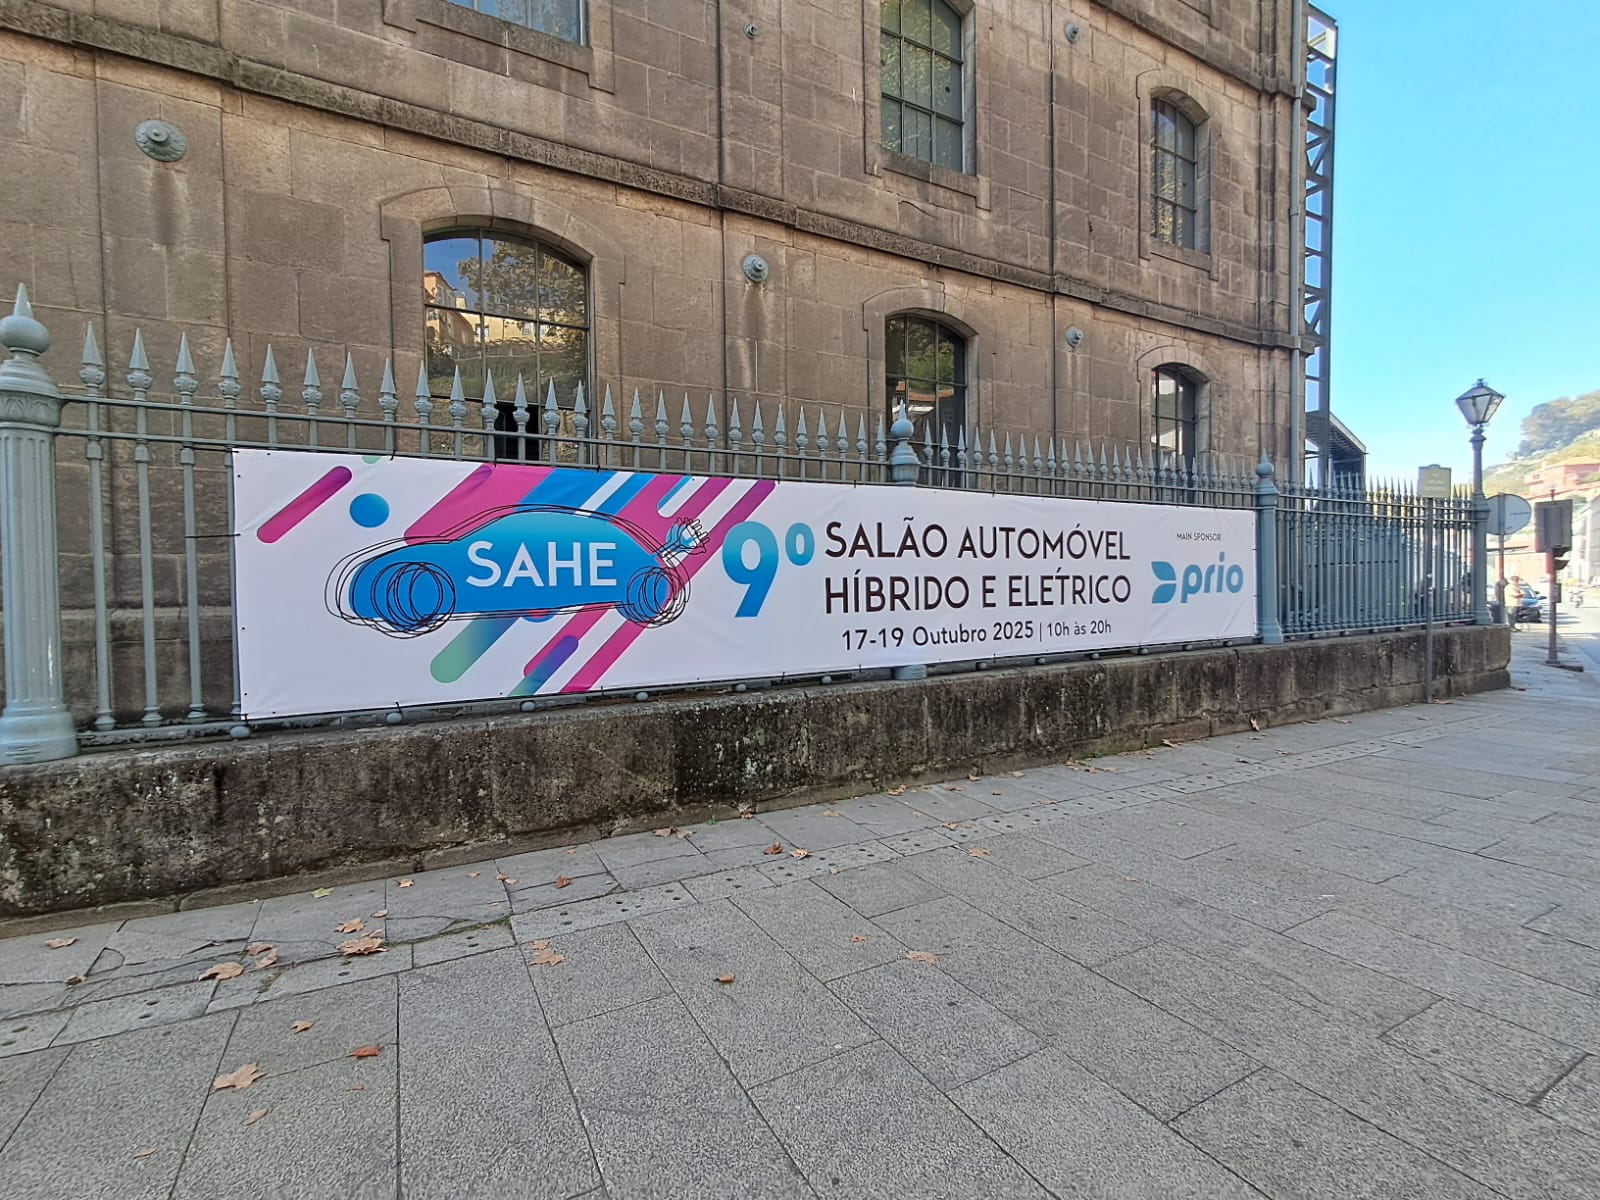 SAHE
9º
SALÃO AUTOMÓVEL
HÍBRIDO E ELÉTRICO
17-19 Outubro 2025 | 10h às 20h
MAIN SPONSOR
prio